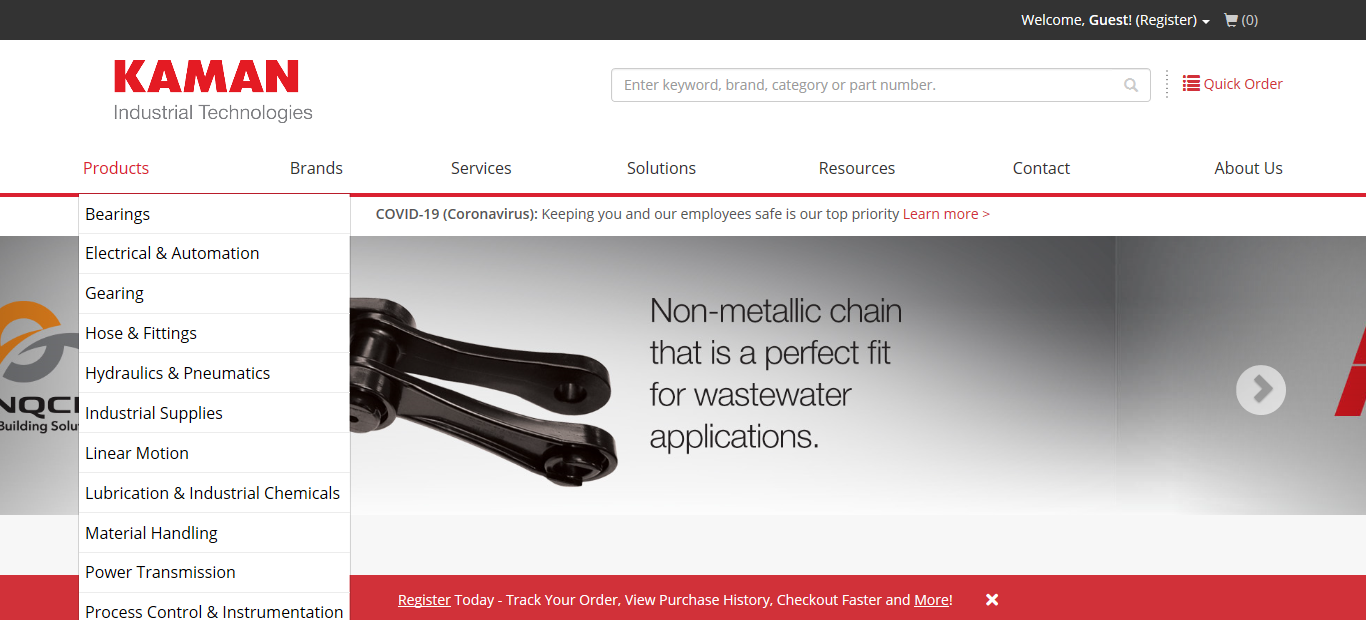 Welcome, Guest! (Register) (0)
KAMAN
Industrial Technologies
Enter keyword, brand, category or part number.
Quick Order
Products Brands Services Solutions Resources Contact About Us
COVID-19 (Coronavirus): Keeping you and our employees safe is our top priority Learn more >
Bearings
Electrical & Automation
Gearing
Hose & Fittings
Hydraulics & Pneumatics
Industrial Supplies
Linear Motion
Lubrication & Industrial Chemicals
Material Handling
Power Transmission
Process Control & Instrumentation
Non-metallic chain
that is a perfect fit
for wastewater
applications.
Register Today - Track Your Order, View Purchase History, Checkout Faster and More!